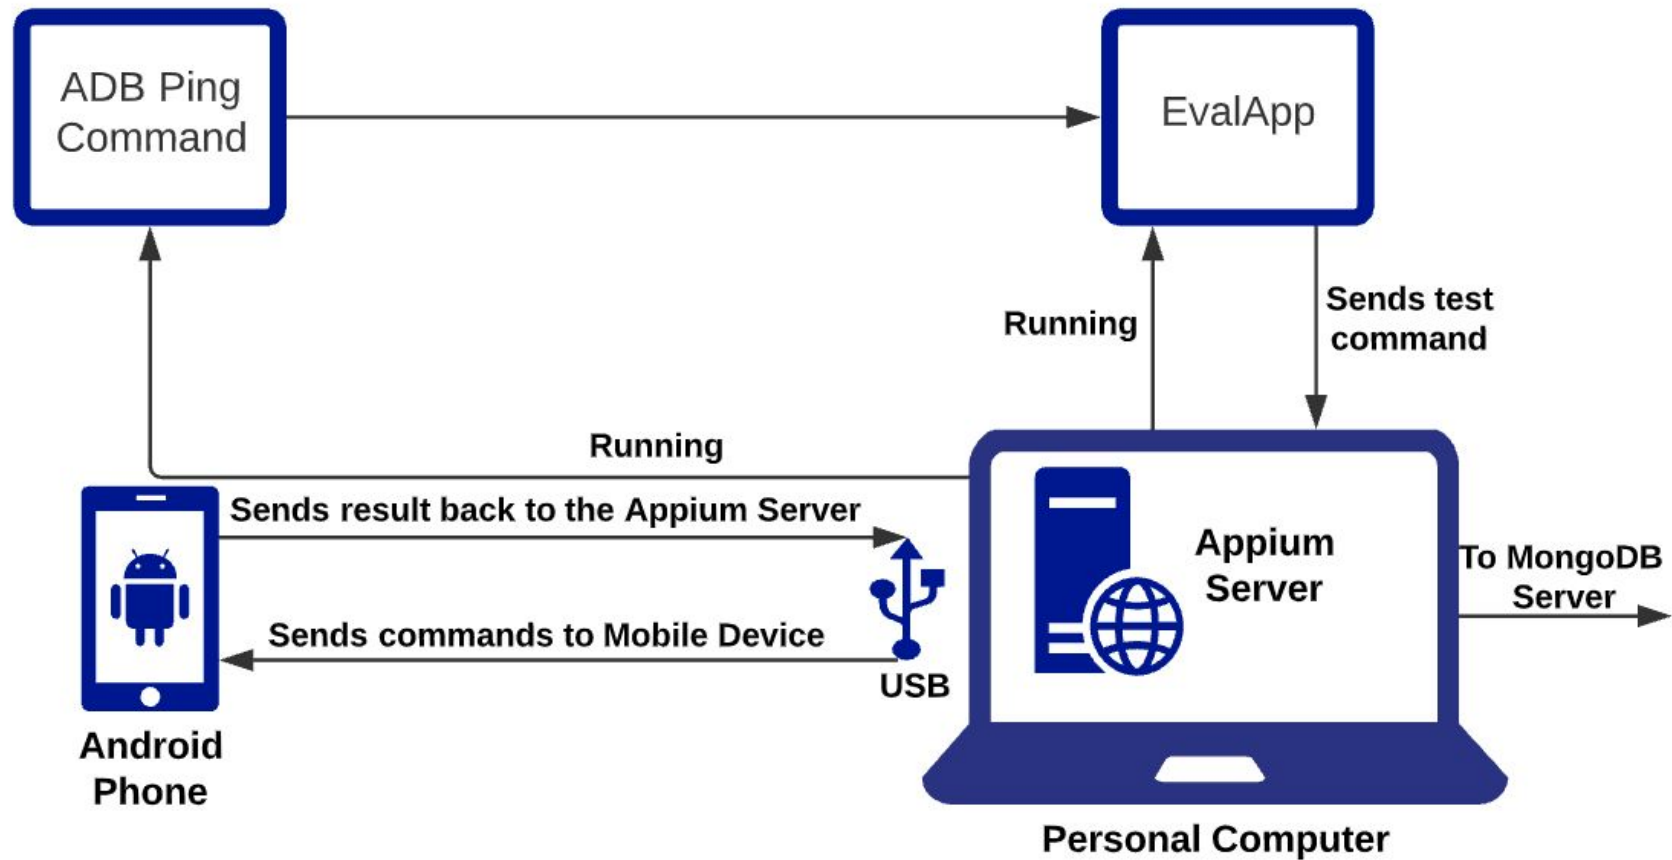 ADB Ping
Command
EvalApp
Running
Sends test
command
Running
Sends result back to the Appium Server
Appium
Server
To MongoDB
Server
Sends commands to Mobile Device
USB
Android
Phone
Personal Computer